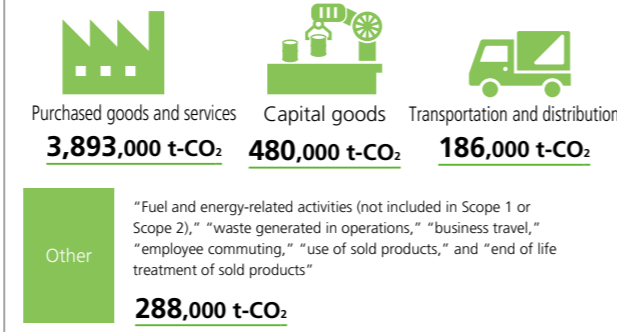 Purchased goods and services
3,893,000 t-CO₂
Capital goods
480,000 t-CO₂
Transportation and distribution
186,000 t-CO₂
Other
“Fuel and energy-related activities (not included in Scope 1 or
Scope 2),” “waste generated in operations,” “business travel,”
“employee commuting,” “use of sold products,” and “end of life
treatment of sold products”
288,000 t-CO₂